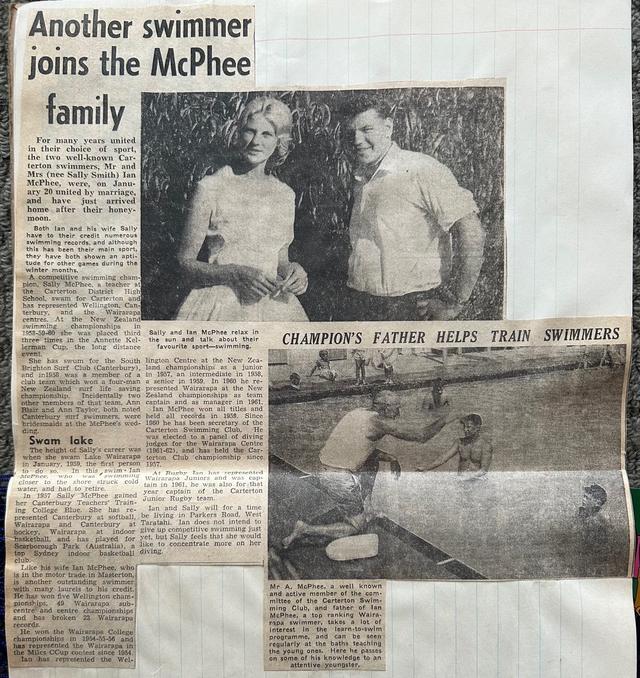 Another swimmer
joins the McPhee
family
For many years united
in their choice of sport,
the two well-known Car-
terton swimmers, Mr and
Mrs (nee Sally Smith) Ian
McPhee, were, on Janu-
ary 20 united by marriage,
and have just arrived
home after their honey-
moon.
Both Ian and his wife Sally
have to their credit numerous
swimming records, and although
this has been their main sport,
they have both shown an apti-
tude for other games during the
winter months.
A competitive swimming cham-
pion, Sally McPhee, a teacher at
the Carterton District High
School, swam for Carterton and
has represented Wellington, Can-
terbury, and the Wairarapa
centres. At the New Zealand
swimming championships in
1958-59-60 she was placed third
three times in the Annette Kel-
lerman Cup, the long distance
event.
She has swum for the South
Brighton Surf Club (Canterbury),
and in 1958 was a member of a
club team which won a four-man
New Zealand surf life saving
championship. Incidentally two
other members of that team, Ann
Blair and Ann Taylor, both noted
Canterbury surf swimmers, were
bridesmaids at the McPhee's wed-
ding.
Swam lake
The height of Sally's career was
when she swam Lake Wairarapa
in January, 1959, the first person
to do so. In this swim Ian
McPhee, who was swimming
closer to the shore struck cold
water, and had to retire.
In 1957 Sally McPhee gained
her Canterbury Teachers' Train-
ing College Blue. She has re-
presented Canterbury at softball,
Wairarapa and Canterbury at
hockey, Wairarapa at indoor
basketball, and has played for
Scarborough Park (Australia), a
top Sydney indoor basketball
club.
Like his wife Ian McPhee, who
is in the motor trade in Masterton,
is another outstanding swimmer
with many laurels to his credit.
He has won five Wellington cham-
pionships, 49 Wairarapa sub-
centre and centre championships
and has broken 23 Wairarapa
records.
He won the Wairarapa College
championships in 1954-55-56 and
has represented the Wairarapa in
the Miles CCup contest since 1954.
Ian has represented the Wel-
Sally and Ian McPhee relax in
the sun and talk about their
favourite sport—swimming.
lington Centre at the New Zea-
land championships as a junior
in 1957, an intermediate in 1958,
a senior in 1959. In 1960 he re-
presented Wairarapa at the New
Zealand championships as team
captain and as manager in 1961.
Ian McPhee won all titles and
held all records in 1958. Since
1960 he has been secretary of the
Carterton Swimming Club. He
was elected to a panel of diving
judges for the Wairarapa Centre
(1961-62), and has held the Car-
terton Club championship since
1957.
At Rugby Ian has represented
Wairarapa Juniors and was cap-
tain in 1961, he was also for that
year captain of the Carterton
Junior Rugby team.
Ian and Sally will for a time
be living in Parkers Road, West
Taratahi. Ian does not intend to
give up competitive swimming just
yet, but Sally feels that she would
like to concentrate more on her
diving.
CHAMPION'S FATHER HELPS TRAIN SWIMMERS
Mr A. McPhee, a well known
and active member of the com-
mittee of the Carterton Swim-
ming Club, and father of Ian
McPhee, a top ranking Waira-
rapa swimmer, takes a lot of
interest in the learn-to-swim
programme, and can be seen
regularly at the baths teaching
the young ones. Here he passes
on some of his knowledge to an
attentive youngster.